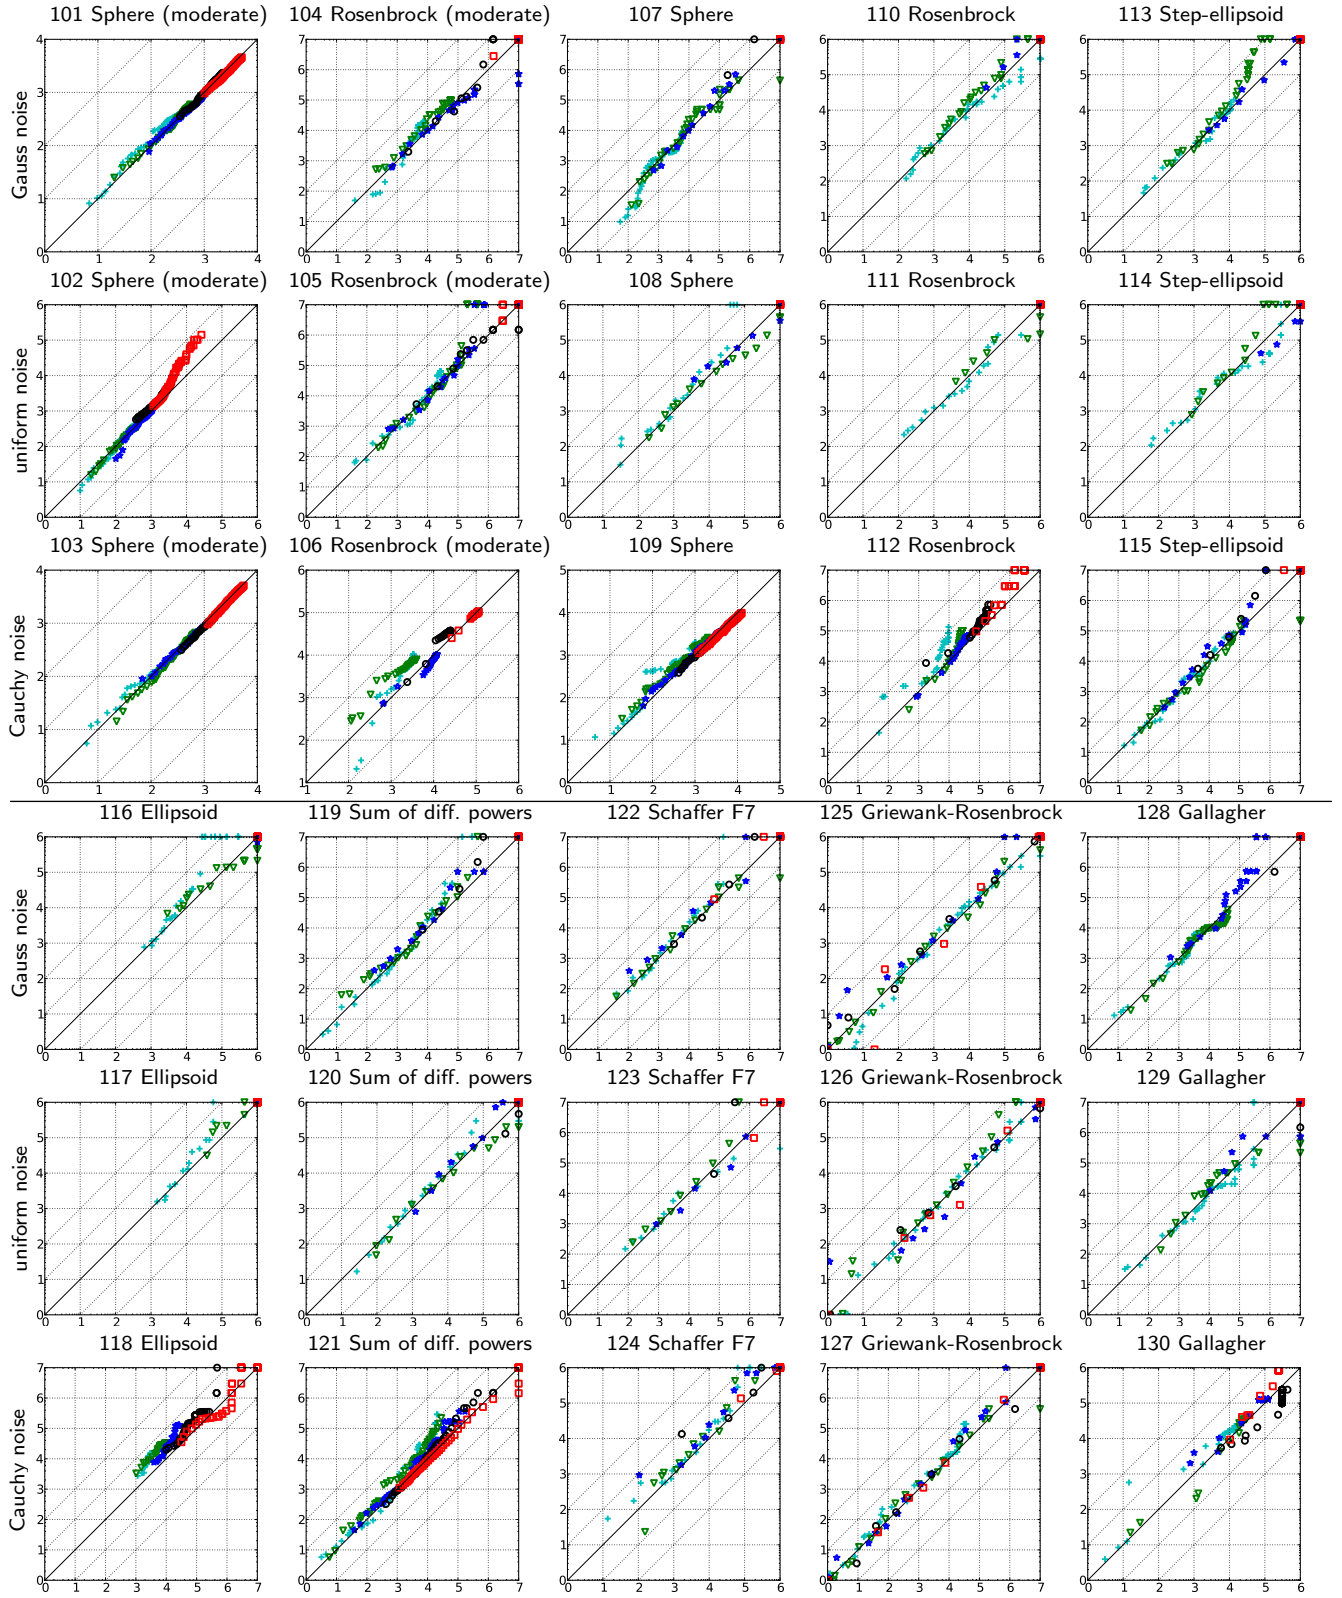 101 Sphere (moderate)
104 Rosenbrock (moderate)
107 Sphere
110 Rosenbrock
113 Step-ellipsoid
Gauss noise
102 Sphere (moderate)
105 Rosenbrock (moderate)
108 Sphere
111 Rosenbrock
114 Step-ellipsoid
uniform noise
103 Sphere (moderate)
106 Rosenbrock (moderate)
109 Sphere
112 Rosenbrock
115 Step-ellipsoid
Cauchy noise
116 Ellipsoid
119 Sum of diff. powers
122 Schaffer F7
125 Griewank-Rosenbrock
128 Gallagher
Gauss noise
117 Ellipsoid
120 Sum of diff. powers
123 Schaffer F7
126 Griewank-Rosenbrock
129 Gallagher
uniform noise
118 Ellipsoid
121 Sum of diff. powers
124 Schaffer F7
127 Griewank-Rosenbrock
130 Gallagher
Cauchy noise